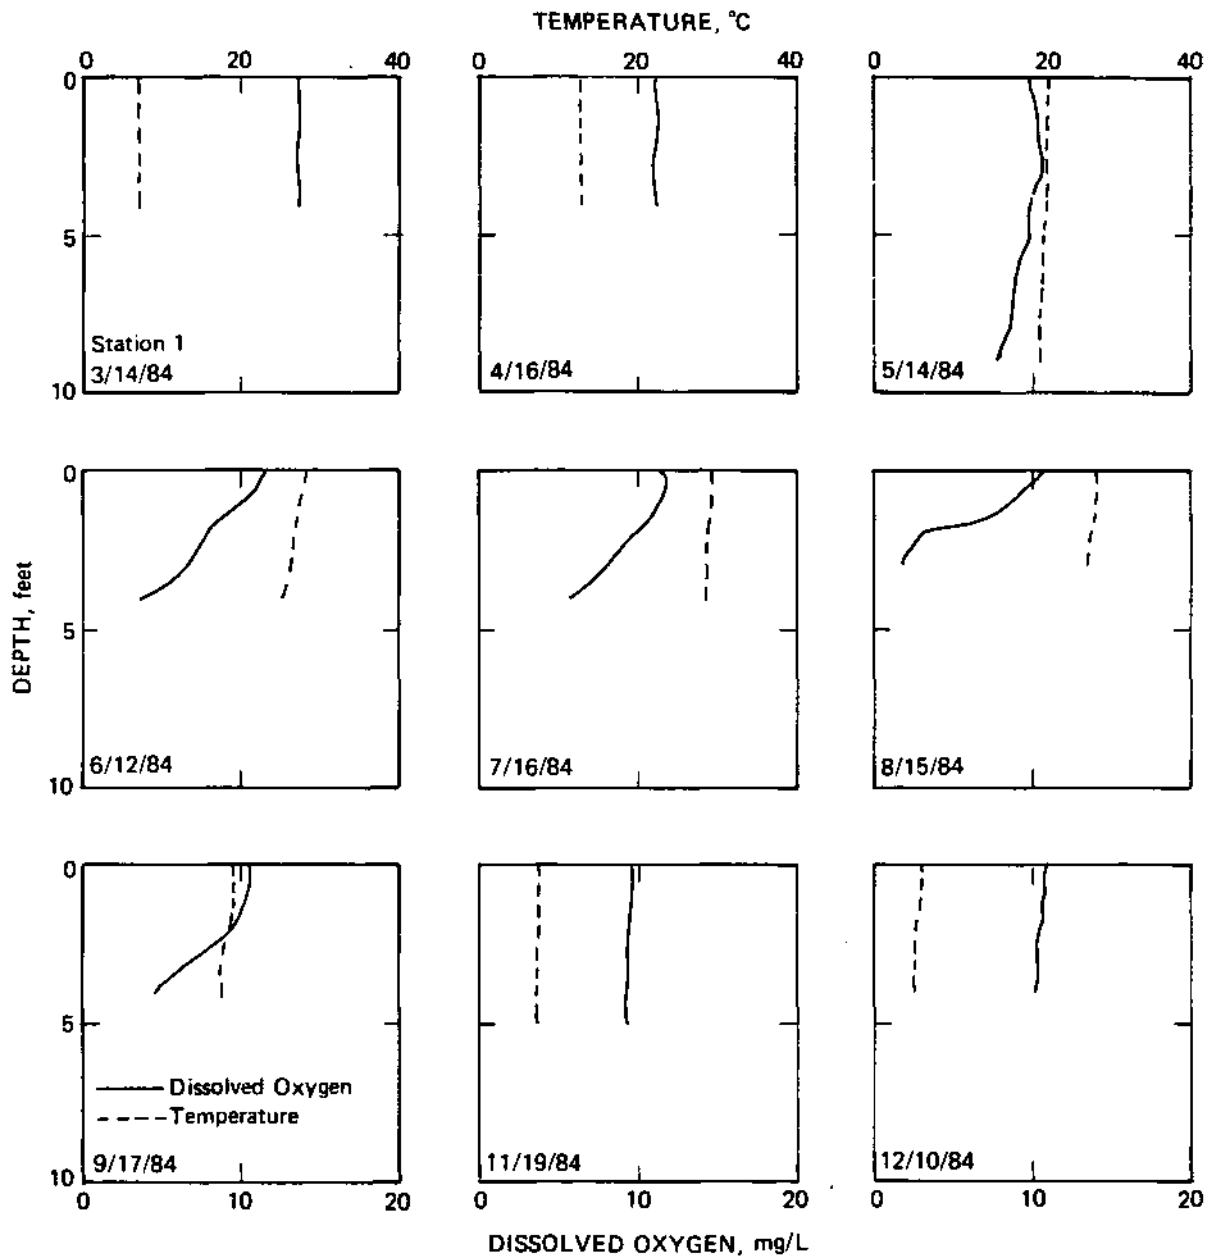 TEMPERATURE, °C
0 20 40 0 20 40 0 20 40
0
5
10
Station 1
3/14/84
4/16/84
5/14/84
DEPTH, feet
0
5
10
6/12/84
7/16/84
8/15/84
0
5
10
Dissolved Oxygen
Temperature
9/17/84
11/19/84
12/10/84
0 10 20 0 10 20 0 10 20
DISSOLVED OXYGEN, mg/L